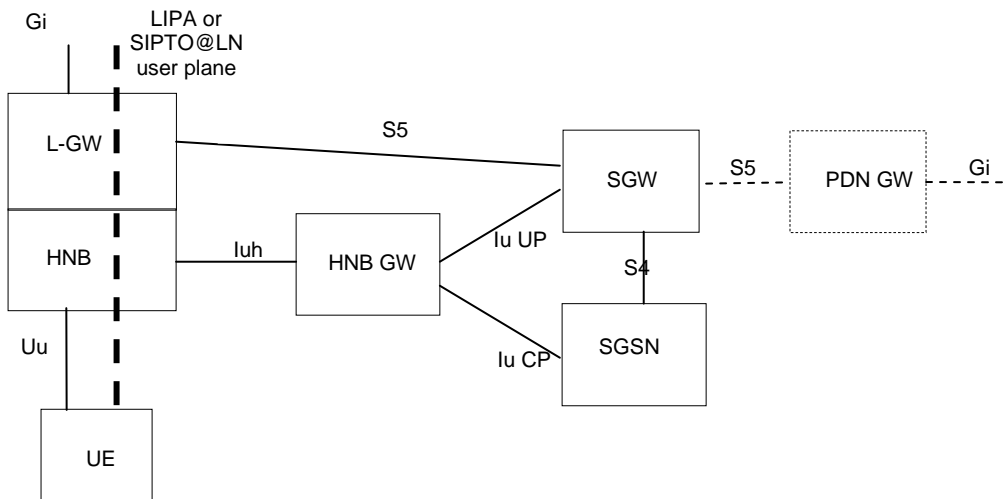 Gi
LIPA or
SIPTO@LN
user plane
L-GW
S5
SGW
S5
PDN GW
Gi
HNB
Iuh
HNB GW
Iu UP
S4
Uu
Iu CP
SGSN
UE